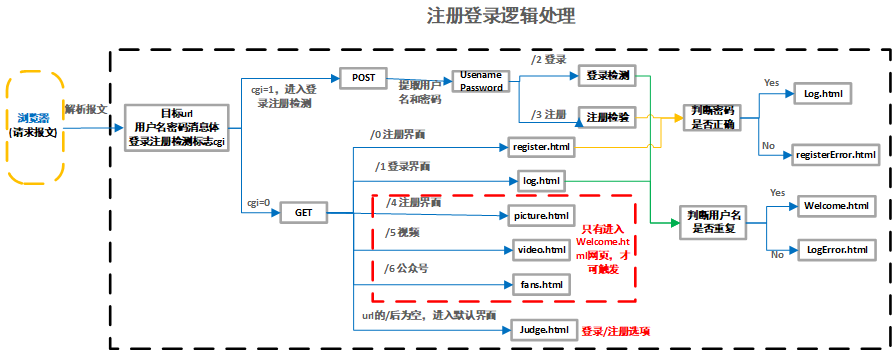 注册登录逻辑处理
浏览器
(请求报文)
解析报文
目标url
用户名密码消息体
登录注册检测标志cgi
cgi=1，进入登
录注册检测
POST
提取用户
名和密码
Usename
Password
/2 登录
登录检测
/3 注册
注册检验
判断密码
是否正确
Yes
Log.html
No
registerError.html
cgi=0
GET
/0 注册界面
register.html
/1 登录界面
log.html
/4 注册界面
picture.html
/5 视频
video.html
/6 公众号
fans.html
只有进入
Welcome.ht
ml网页，才
可触发
判断用户名
是否重复
Yes
Welcome.html
No
LogError.html
url的/后为空，进入默认界面
Judge.html
登录/注册选项